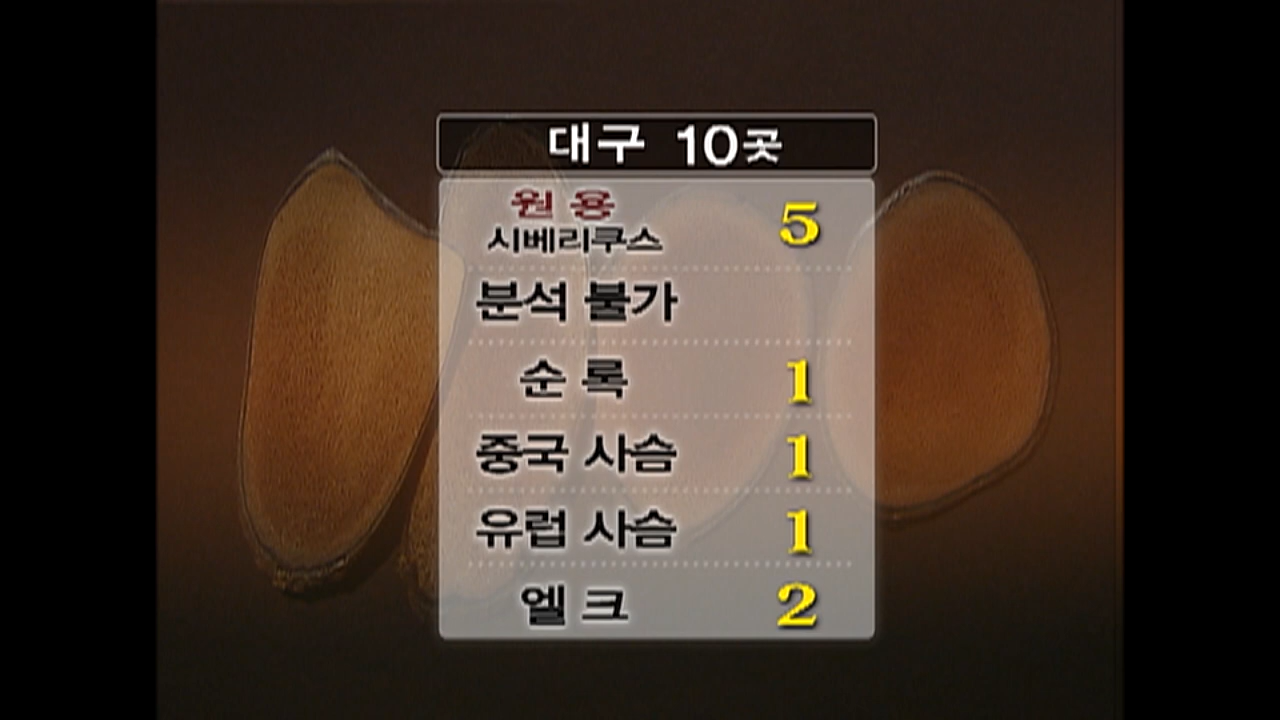 대구 10곳
원용
시베리쿠스 5
분석 불가
순록 1
중국 사슴 1
유럽 사슴 1
엘크 2